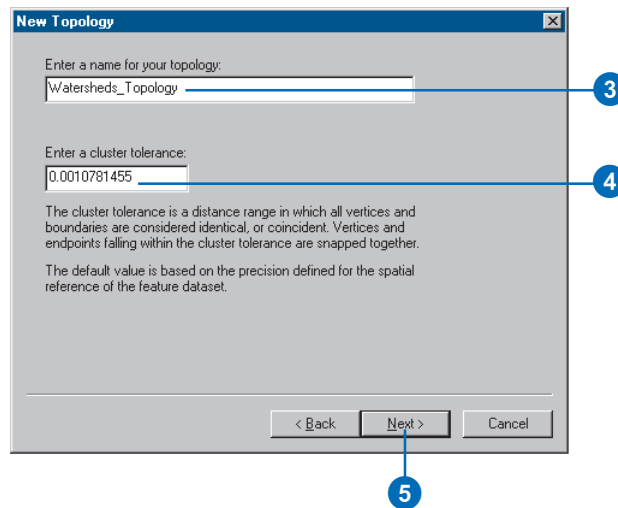 New Topology
Enter a name for your topology:
Watersheds_Topology
3
Enter a cluster tolerance:
0.0010781455
4
The cluster tolerance is a distance range in which all vertices and
boundaries are considered identical, or coincident. Vertices and
endpoints falling within the cluster tolerance are snapped together.
The default value is based on the precision defined for the spatial
reference of the feature dataset.
< Back Next > Cancel
5